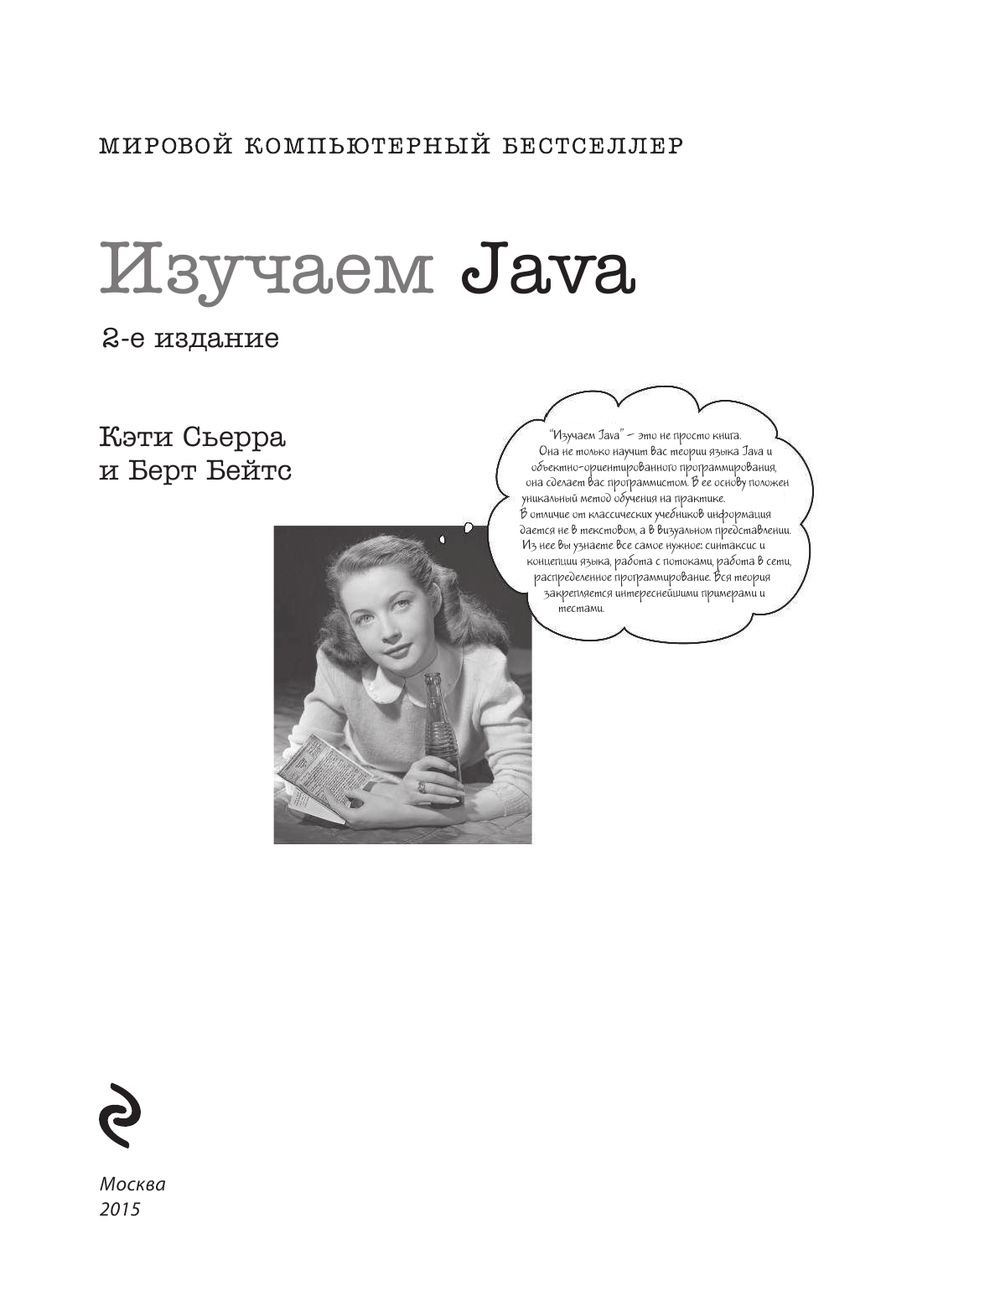 МИРОВОЙ КОМПЬЮТЕРНЫЙ БЕСТСЕЛЛЕР
Изучаем Java
2-е издание
Кэти Сьерра
и Берт Бейтс
“Изучаем Java” – это не просто книга.
Она не только научит вас теории языка Java и
объектно-ориентированного программирования,
она сделает вас программистом. В ее основу положен
уникальный метод обучения на практике.
В отличие от классических учебников информация
дается не в текстовом, а в визуальном представлении.
Из нее вы узнаете все самое нужное: синтаксис и
концепции языка, работа с потоками, работа в сети,
распределенное программирование. Вся теория
закрепляется интереснейшими примерами и
тестами.
Москва
2015